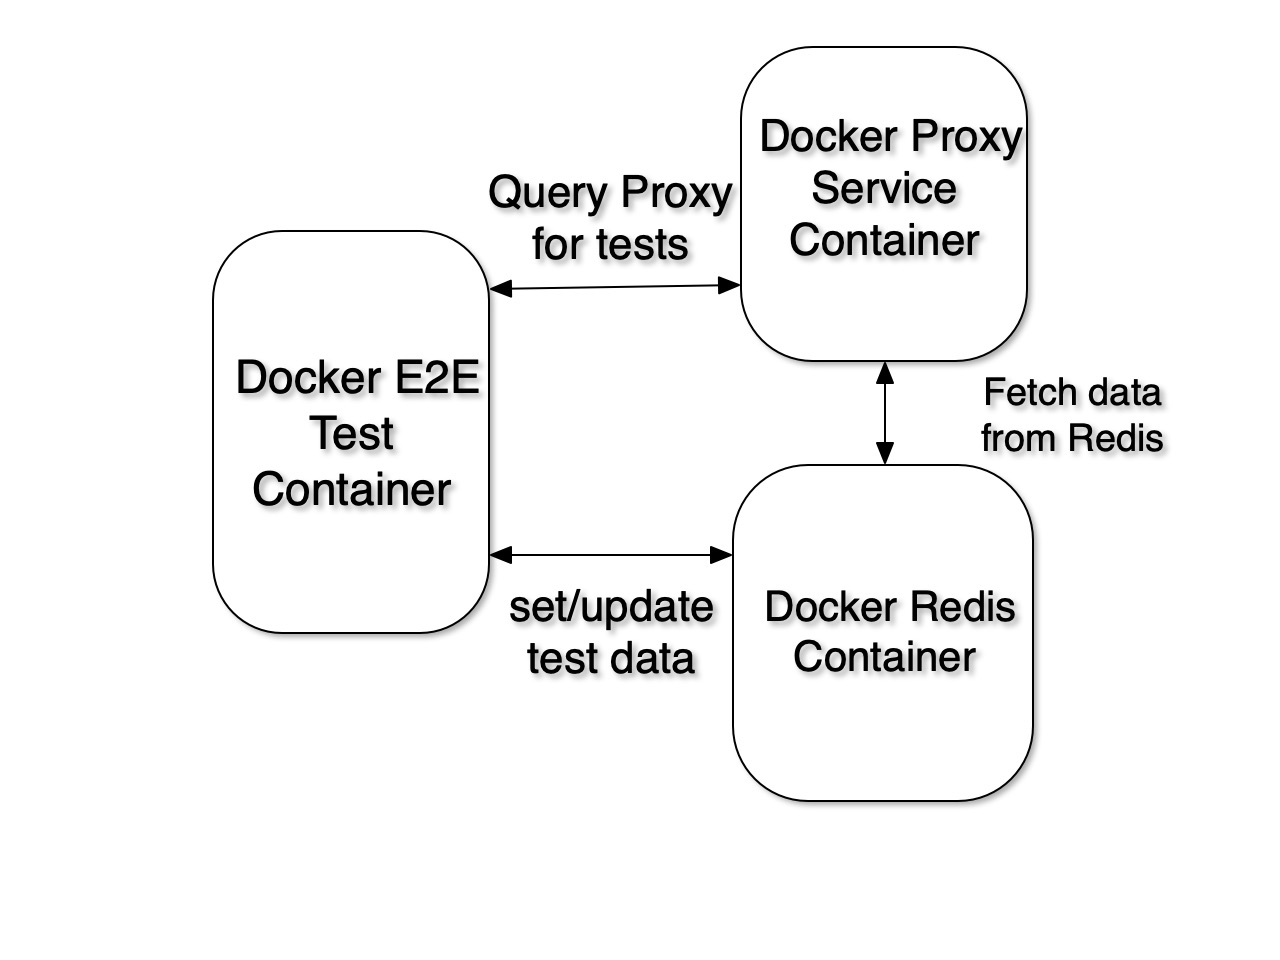 Docker Proxy
Service
Container
Query Proxy
for tests
Docker E2E
Test
Container
Fetch data
from Redis
set/update
test data
Docker Redis
Container